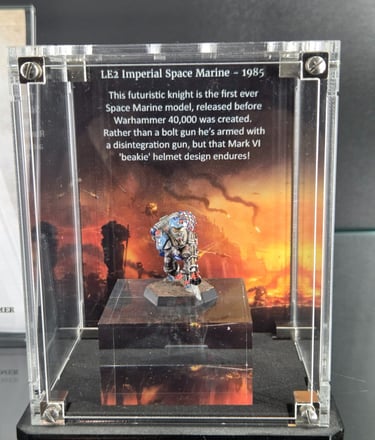 LE2 Imperial Space Marine – 1985
This futuristic knight is the first ever
Space Marine model, released before
Warhammer 40,000 was created.
Rather than a bolt gun he's armed with
a disintegration gun, but that Mark VI
'beakie' helmet design endures!